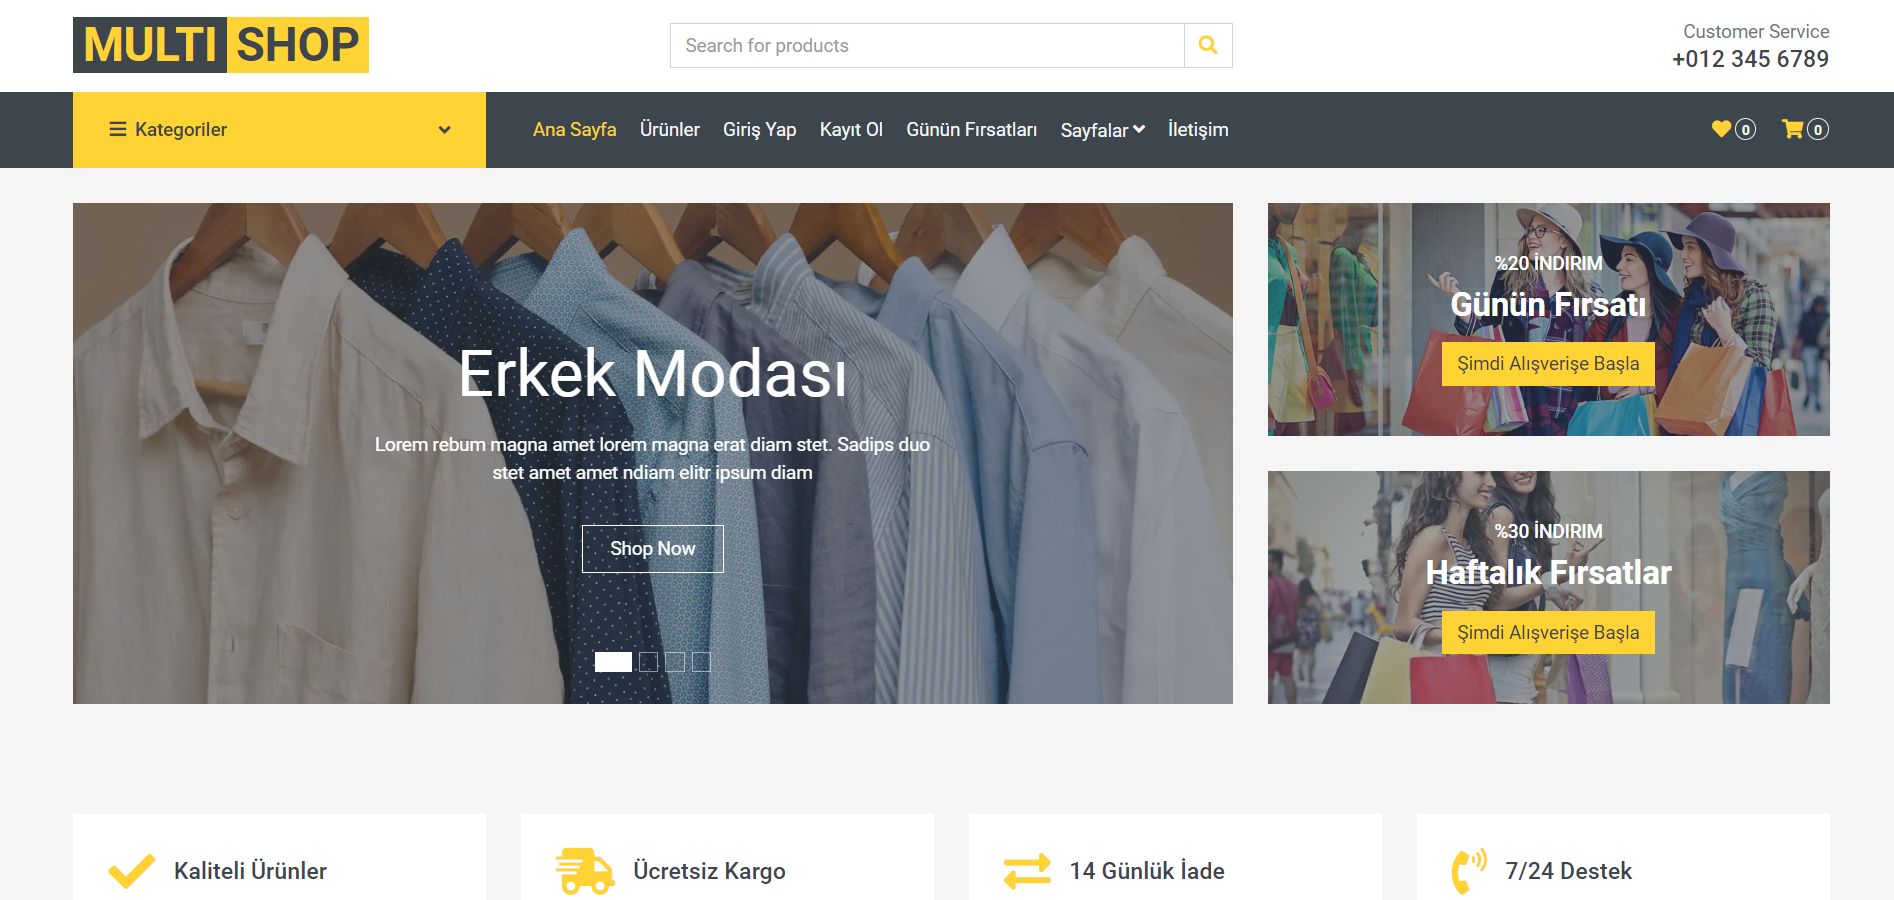 MULTI SHOP
Search for products
Customer Service
+012 345 6789
Kategoriler
Ana Sayfa Ürünler Giriş Yap Kayıt Ol Günün Fırsatları Sayfalar İletişim
0 0
Erkek Modası
Lorem rebum magna amet lorem magna erat diam stet. Sadips duo
stet amet amet ndiam elitr ipsum diam
Shop Now
%20 İNDIRIM
Günün Fırsatı
Şimdi Alışverişe Başla
%30 İNDIRIM
Haftalık Fırsatlar
Şimdi Alışverişe Başla
Kaliteli Ürünler
Ücretsiz Kargo
14 Günlük İade
7/24 Destek